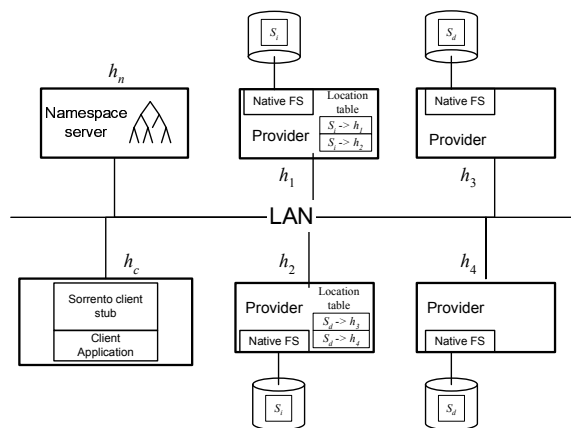 S_i
S_d
h_n
Namespace
server
Native FS
Location
table
Provider
S_i -> h_1
S_i -> h_2
Native FS
Provider
h_1
h_3
LAN
h_c
h_2
h_4
Sorrento client
stub
Client
Application
Provider
Location
table
S_d -> h_3
S_d -> h_4
Native FS
Provider
Native FS
S_i
S_d